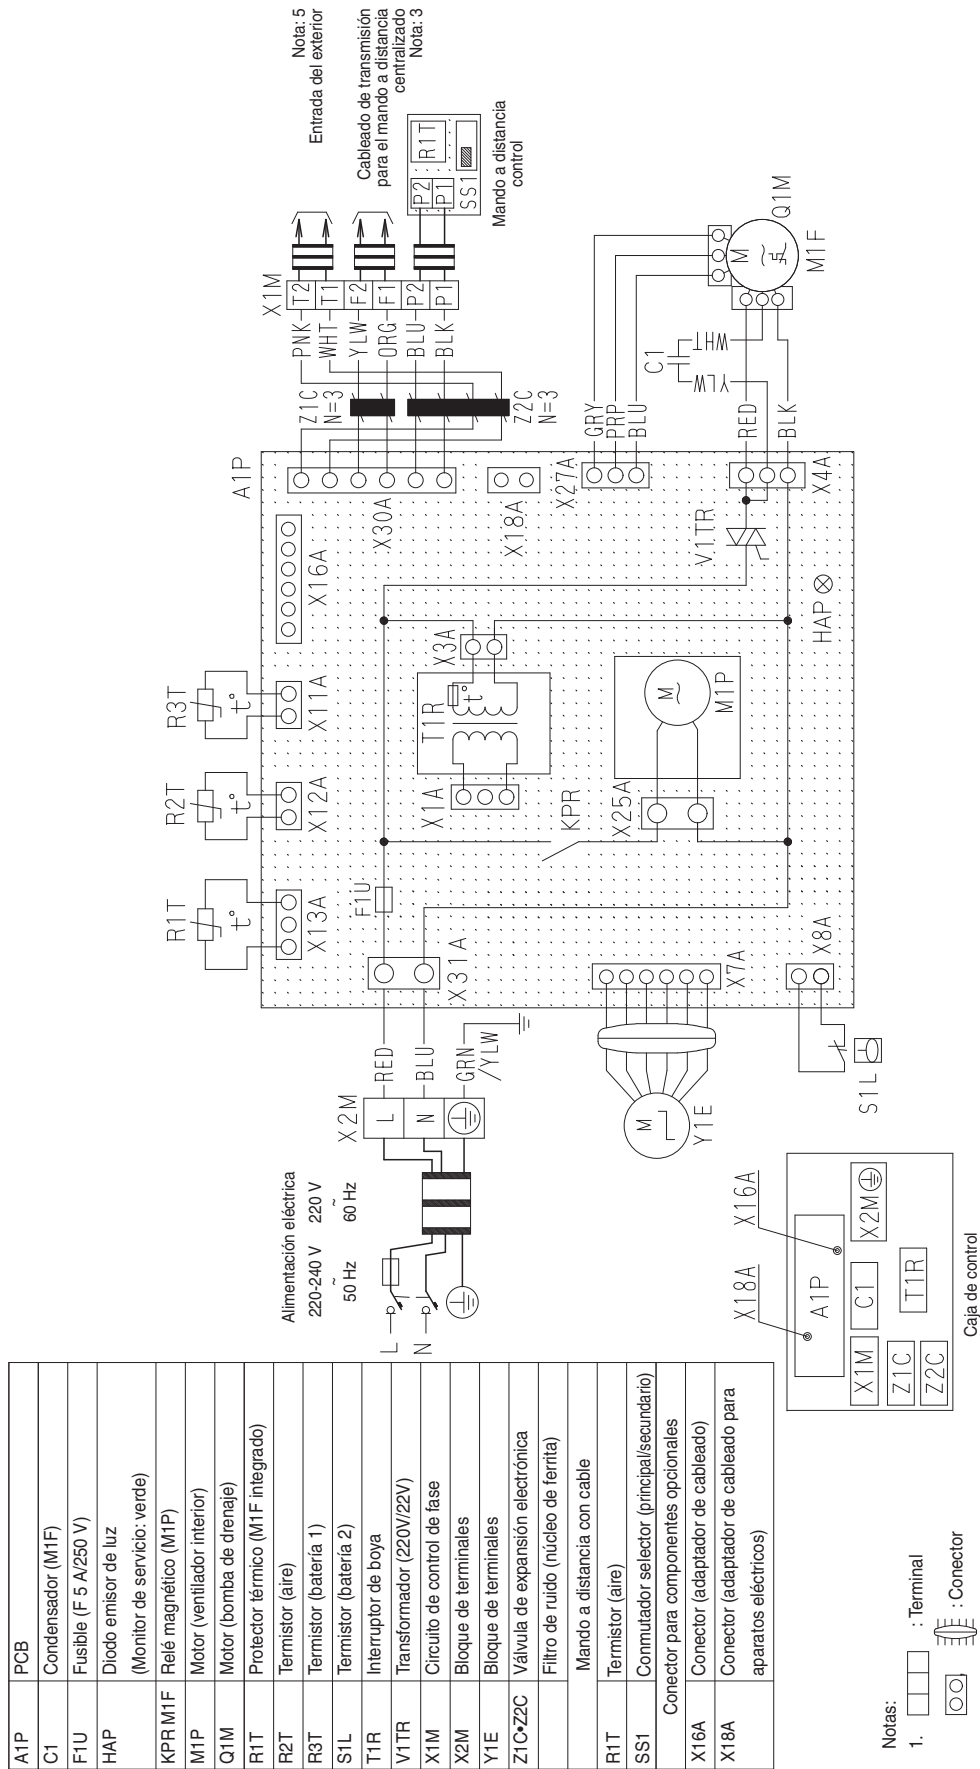 A1P PCB
C1 Condensador (M1F)
F1U Fusible (F 5 A/250 V)
HAP Diodo emisor de luz
(Monitor de servicio: verde)
KPR M1F Relé magnético (M1P)
M1P Motor (ventilador interior)
Q1M Motor (bomba de drenaje)
R1T Protector térmico (M1F integrado)
R2T Termistor (aire)
R3T Termistor (batería 1)
S1L Termistor (batería 2)
T1R Interruptor de boya
V1TR Transformador (220V/22V)
X1M Circuito de control de fase
X2M Bloque de terminales
Y1E Bloque de terminales
Z1C•Z2C Válvula de expansión electrónica
Filtro de ruido (núcleo de ferrita)
Mando a distancia con cable
R1T Termistor (aire)
SS1 Conmutador selector (principal/secundario)
Conector para componentes opcionales
X16A Conector (adaptador de cableado)
X18A Conector (adaptador de cableado para
aparatos eléctricos)
Notas:
1. : Terminal
: Conector
Alimentación eléctrica
220-240 V 220 V
~ ~
50 Hz 60 Hz
L
N
X2M
L
N
RED
BLU
GRN
/YLW
X31A
F1U
R1T
t°
X13A
R2T
t°
X12A
R3T
t°
X11A
X16A
A1P
X1A
T1R
t°
X3A
KPR
X25A
M
~
M1P
HAP
V1TR
X4A
X27A
X18A
X30A
Z1C
N=3
Z2C
N=3
PNK
WHT
YLW
ORG
BLU
BLK
X1M
T2
T1
F2
F1
P2
P1
Nota: 5
Entrada del exterior
Cableado de transmisión
para el mando a distancia
centralizado
Nota: 3
P2
P1
R1T
SS1
Mando a distancia
control
GRY
PRP
BLU
RED
BLK
YLW
WHT
C1
M
~
Q1M
M1F
X7A
M
Y1E
X8A
S1L
X18A
X16A
A1P
X1M
C1
X2M
Z1C
Z2C
T1R
Caja de control